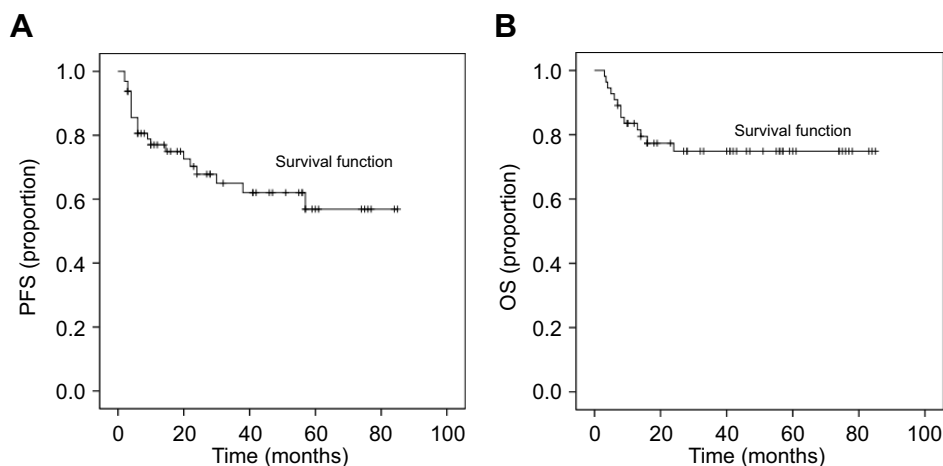 A
PFS (proportion)
1.0
0.8
0.6
0.4
0.2
0.0
Survival function
0 20 40 60 80 100
Time (months)
B
OS (proportion)
1.0
0.8
0.6
0.4
0.2
0.0
Survival function
0 20 40 60 80 100
Time (months)